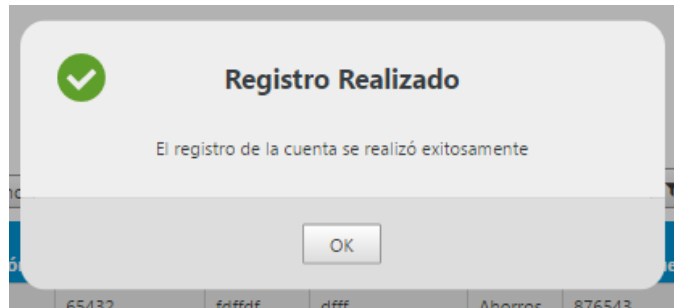 Registro Realizado
El registro de la cuenta se realizó exitosamente
OK
65432 fdffdf dfff Ahorros 876543